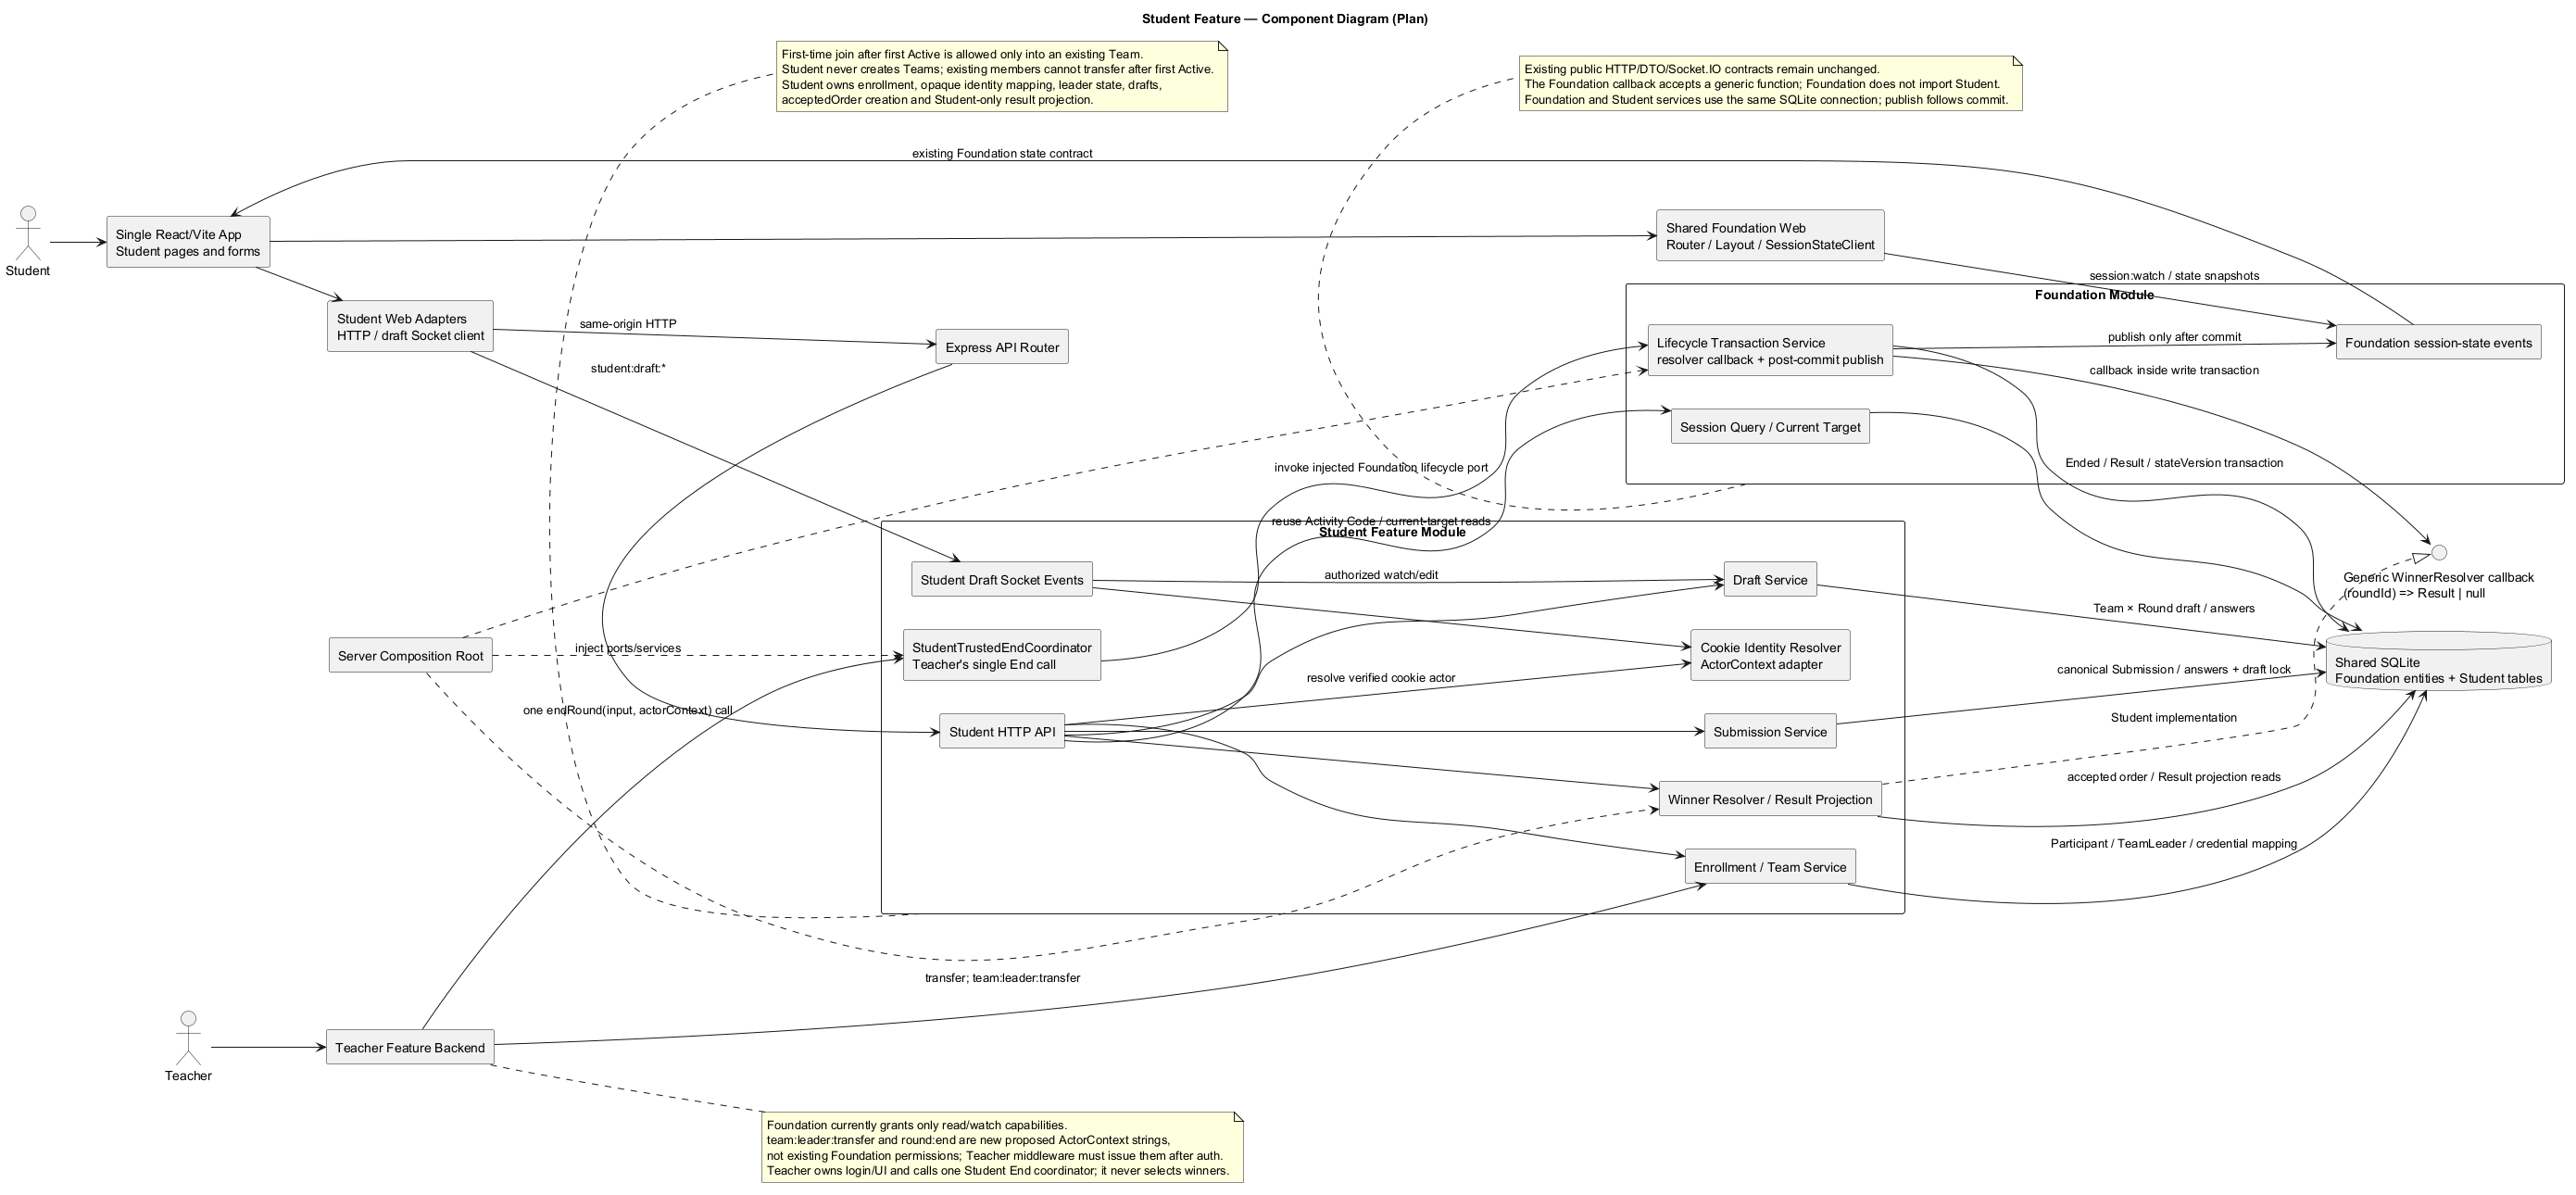 Student Feature — Component Diagram (Plan)
First-time join after first Active is allowed only into an existing Team.
Student never creates Teams; existing members cannot transfer after first Active.
Student owns enrollment, opaque identity mapping, leader state, drafts,
acceptedOrder creation and Student-only result projection.
Existing public HTTP/DTO/Socket.IO contracts remain unchanged.
The Foundation callback accepts a generic function; Foundation does not import Student.
Foundation and Student services use the same SQLite connection; publish follows commit.
existing Foundation state contract
Student
Single React/Vite App
Student pages and forms
Shared Foundation Web
Router / Layout / SessionStateClient
session:watch / state snapshots
Foundation Module
Student Web Adapters
HTTP / draft Socket client
same-origin HTTP
Express API Router
student:draft:*
Lifecycle Transaction Service
resolver callback + post-commit publish
publish only after commit
Foundation session-state events
callback inside write transaction
Session Query / Current Target
invoke injected Foundation lifecycle port
Ended / Result / stateVersion transaction
reuse Activity Code / current-target reads
Student Feature Module
Student Draft Socket Events
authorized watch/edit
Draft Service
Generic WinnerResolver callback
(roundId) => Result | null
Team × Round draft / answers
Server Composition Root
inject ports/services
StudentTrustedEndCoordinator
Teacher's single End call
Cookie Identity Resolver
ActorContext adapter
Shared SQLite
Foundation entities + Student tables
resolve verified cookie actor
canonical Submission / answers + draft lock
one endRound(input, actorContext) call
Student HTTP API
Submission Service
Student implementation
Winner Resolver / Result Projection
accepted order / Result projection reads
Enrollment / Team Service
Participant / TeamLeader / credential mapping
transfer; team:leader:transfer
Teacher
Teacher Feature Backend
Foundation currently grants only read/watch capabilities.
team:leader:transfer and round:end are new proposed ActorContext strings,
not existing Foundation permissions; Teacher middleware must issue them after auth.
Teacher owns login/UI and calls one Student End coordinator; it never selects winners.